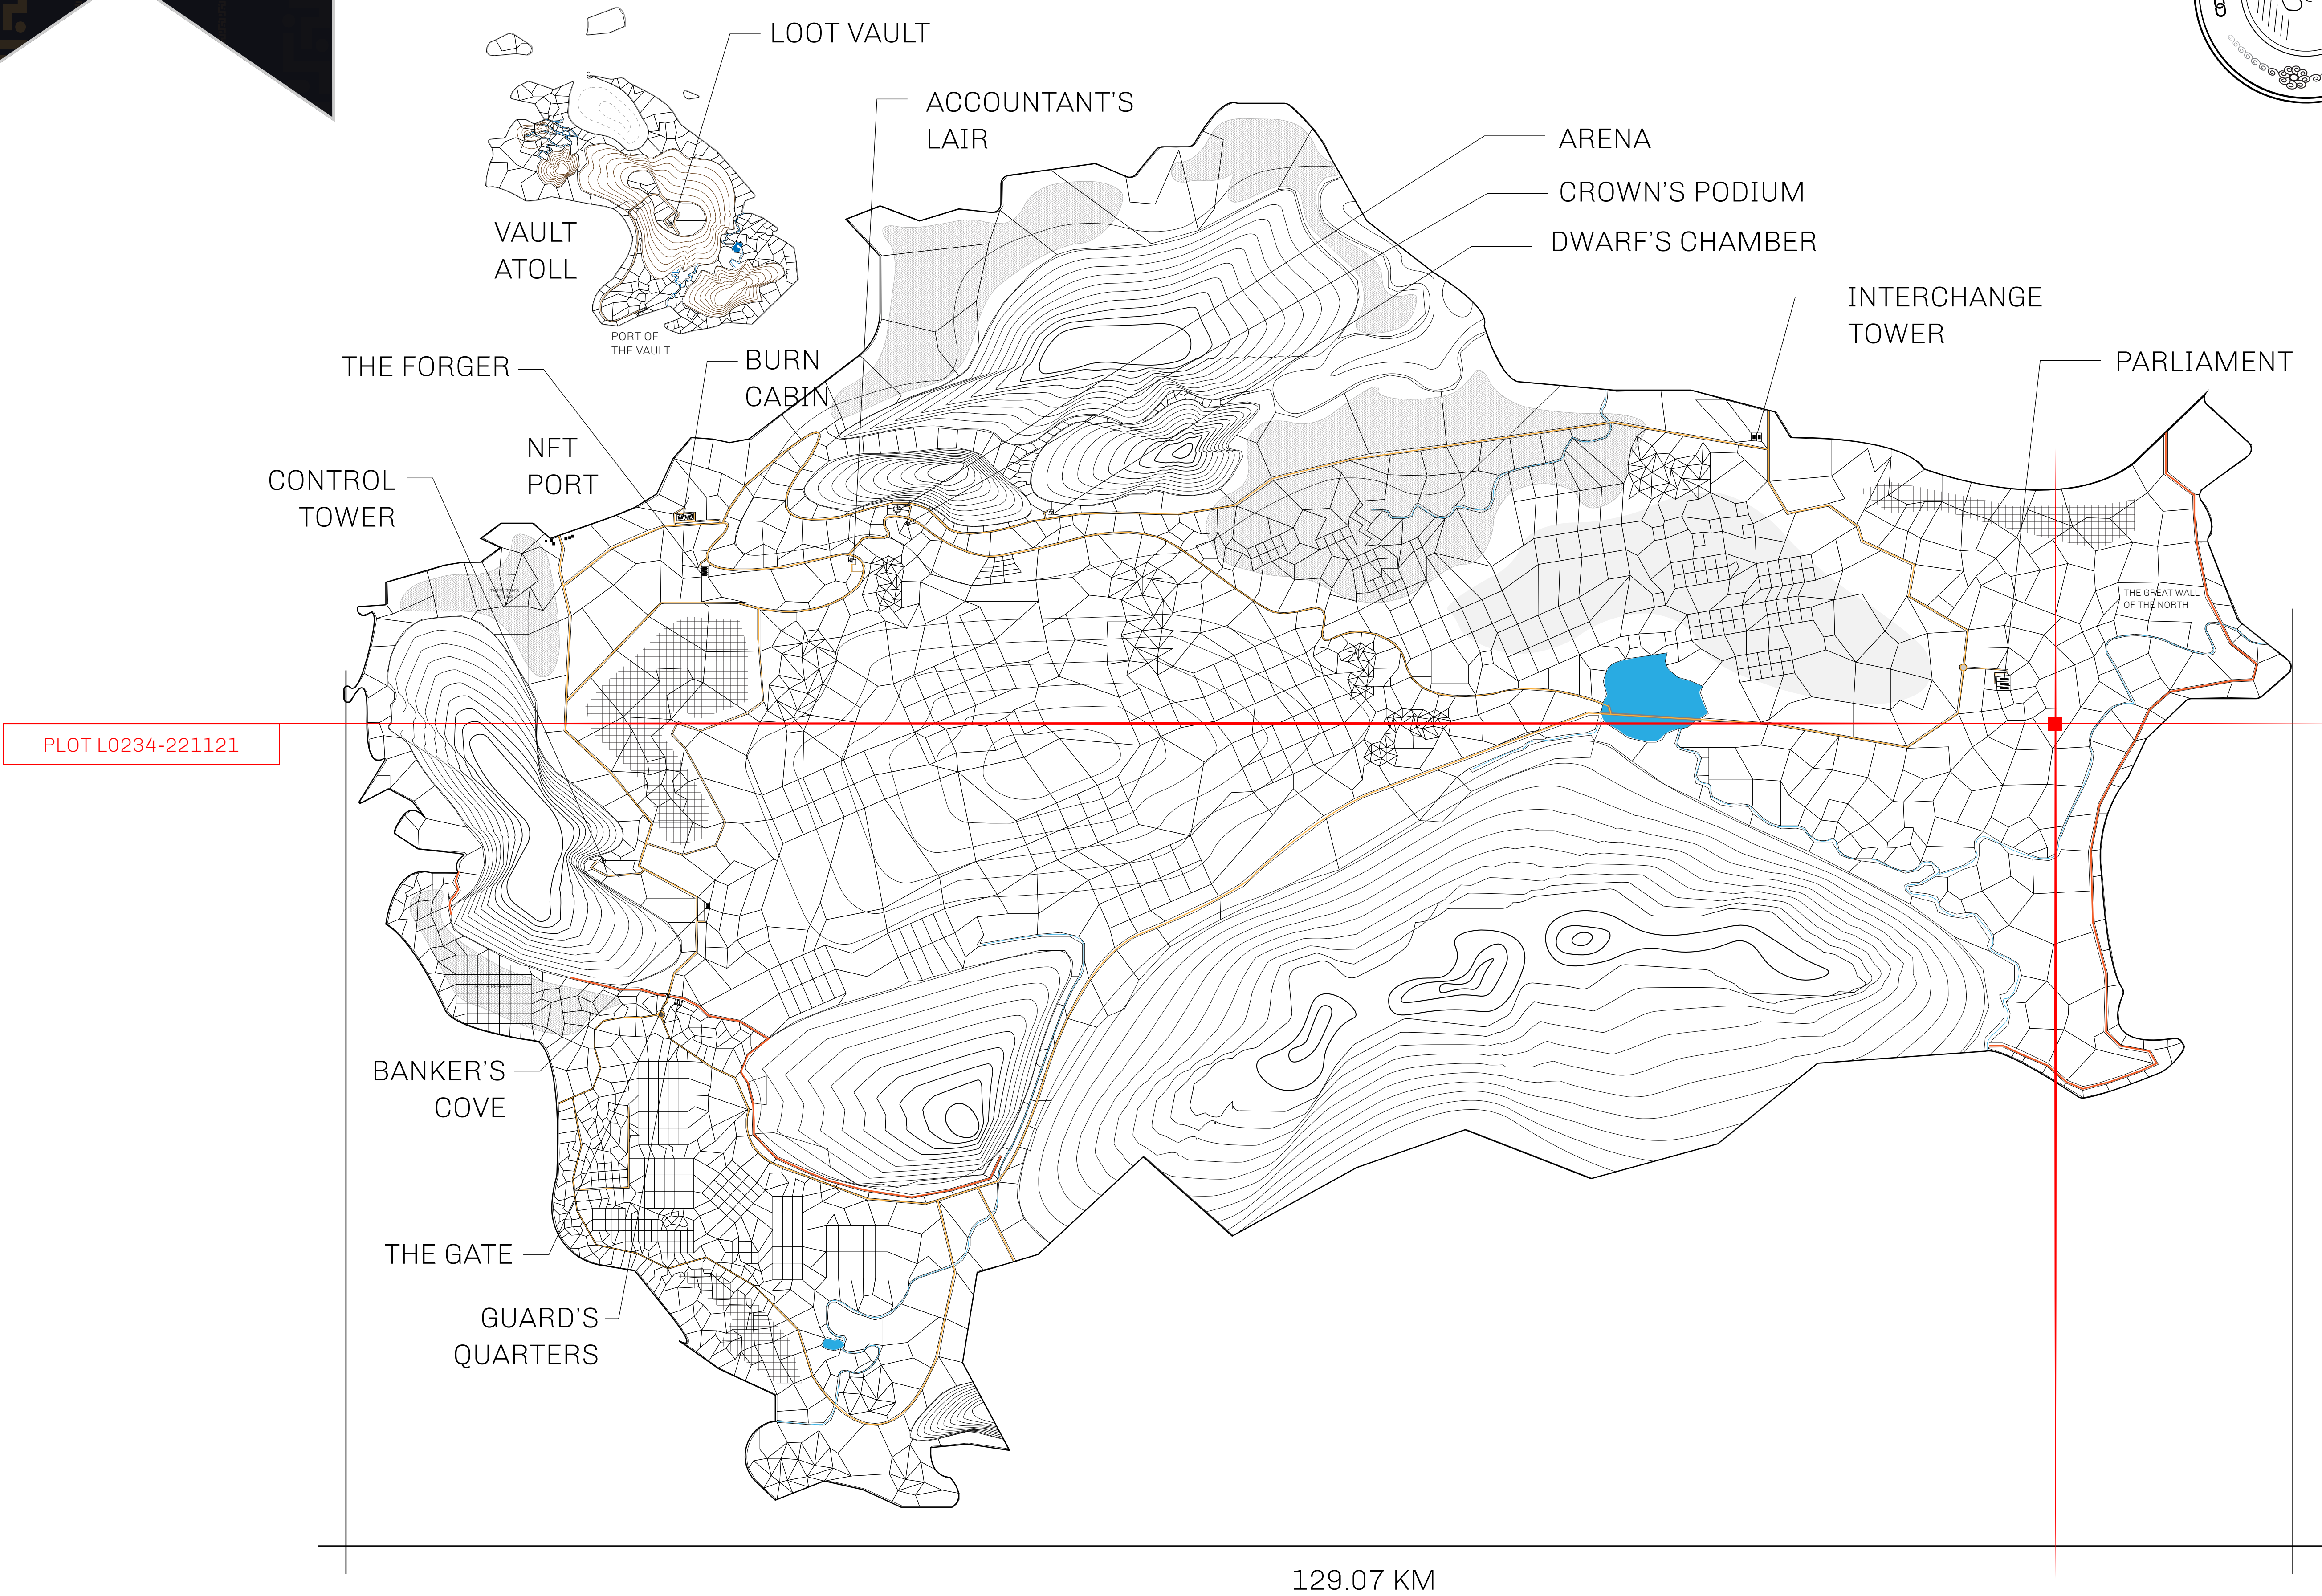 LOOT VAULT
ACCOUNTANT'S
LAIR
ARENA
CROWN'S PODIUM
DWARF'S CHAMBER
VAULT
ATOLL
INTERCHANGE
TOWER
PORT OF
THE VAULT
THE FORGER
BURN
CABIN
PARLIAMENT
NFT
PORT
CONTROL
TOWER
THE GREAT WALL
OF THE NORTH
PLOT L0234-221121
SOUTH RESERVE
BANKER'S
COVE
THE GATE
GUARD'S
QUARTERS
129.07 KM